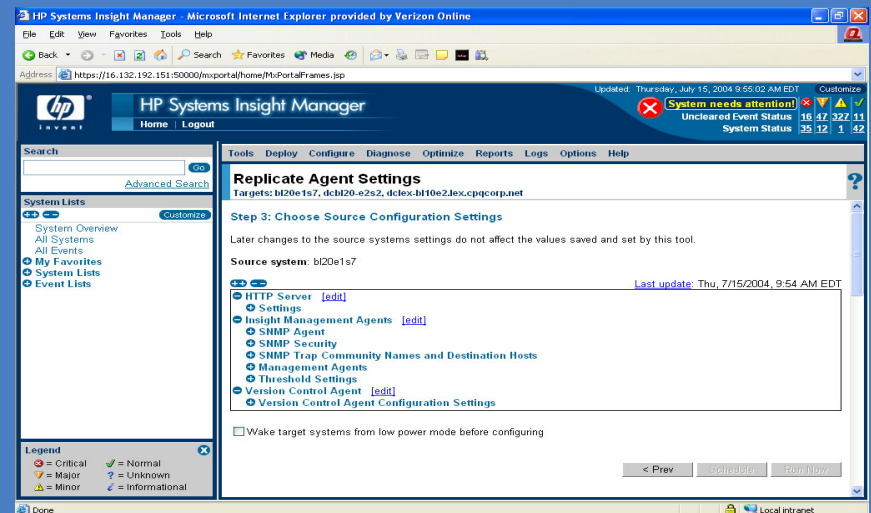 HP Systems Insight Manager - Microsoft Internet Explorer provided by Verizon Online
File Edit View Favorites Tools Help
Back Search Favorites Media
Address https://16.132.192.151:50000/mxportal/home/MxPortalFrames.jsp
Updated: Thursday, July 15, 2004 9:55:02 AM EDT Customize
hp
invent
HP Systems Insight Manager
Home | Logout
System needs attention!
Uncleared Event Status 16 47 327 11
System Status 35 12 1 42
Search
Go
Advanced Search
System Lists
Customize
System Overview
All Systems
All Events
My Favorites
System Lists
Event Lists
Legend
= Critical = Normal
= Major ? = Unknown
= Minor = Informational
Tools Deploy Configure Diagnose Optimize Reports Logs Options Help
Replicate Agent Settings
?
Targets: bl20e1s7, dcbl20-e2s2, dclex-bl10e2.lex.cpqcorp.net
Step 3: Choose Source Configuration Settings
Later changes to the source systems settings do not affect the values saved and set by this tool.
Source system: bl20e1s7
Last update: Thu, 7/15/2004, 9:54 AM EDT
HTTP Server [edit]
Settings
Insight Management Agents [edit]
SNMP Agent
SNMP Security
SNMP Trap Community Names and Destination Hosts
Management Agents
Threshold Settings
Version Control Agent [edit]
Version Control Agent Configuration Settings
Wake target systems from low power mode before configuring
< Prev Schedule Run Now
Done Local intranet